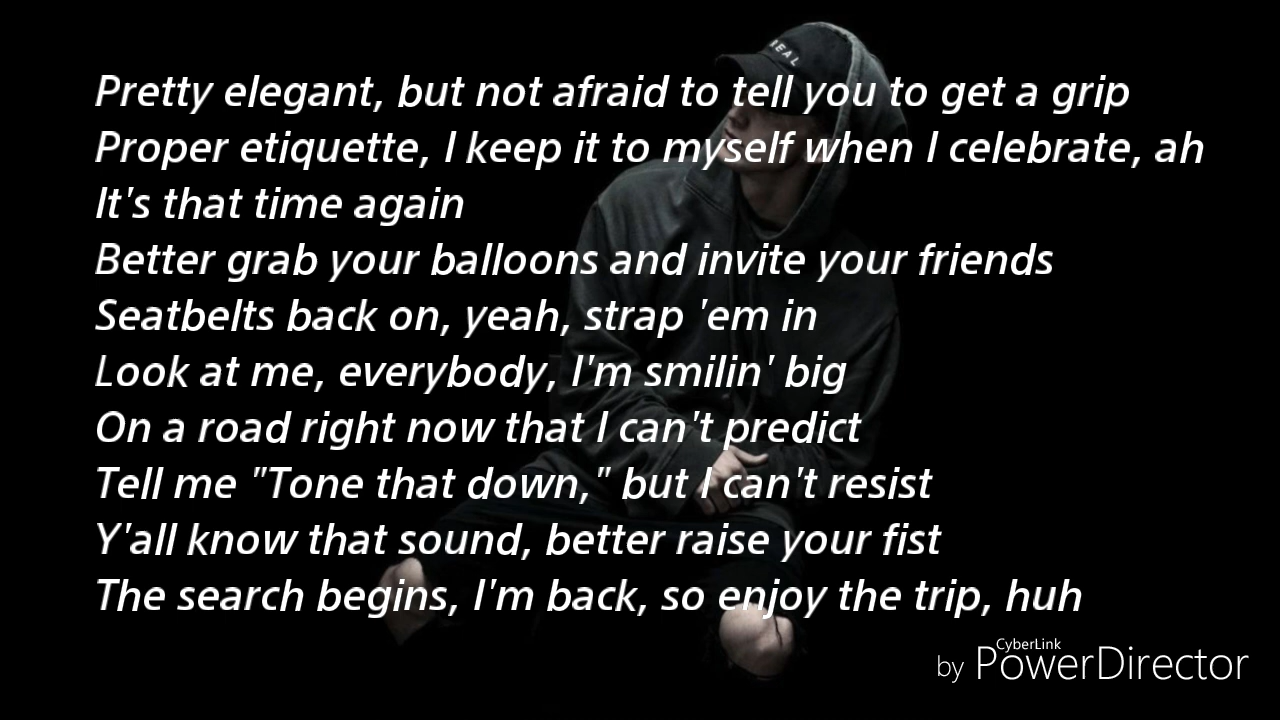 REAL
Pretty elegant, but not afraid to tell you to get a grip
Proper etiquette, I keep it to myself when I celebrate, ah
It's that time again
Better grab your balloons and invite your friends
Seatbelts back on, yeah, strap 'em in
Look at me, everybody, I'm smilin' big
On a road right now that I can't predict
Tell me "Tone that down," but I can't resist
Y'all know that sound, better raise your fist
The search begins, I'm back, so enjoy the trip, huh
CyberLink
by PowerDirector